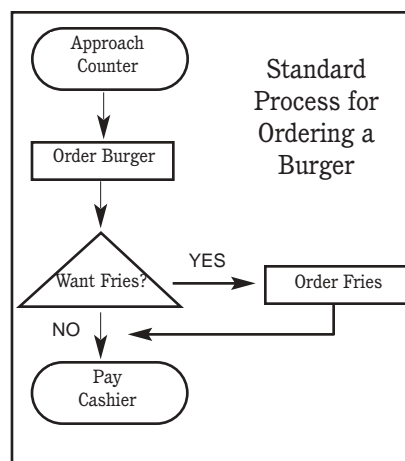 Approach
Counter
Standard
Process for
Ordering a
Burger
Order Burger
Want Fries?
YES
Order Fries
NO
Pay
Cashier